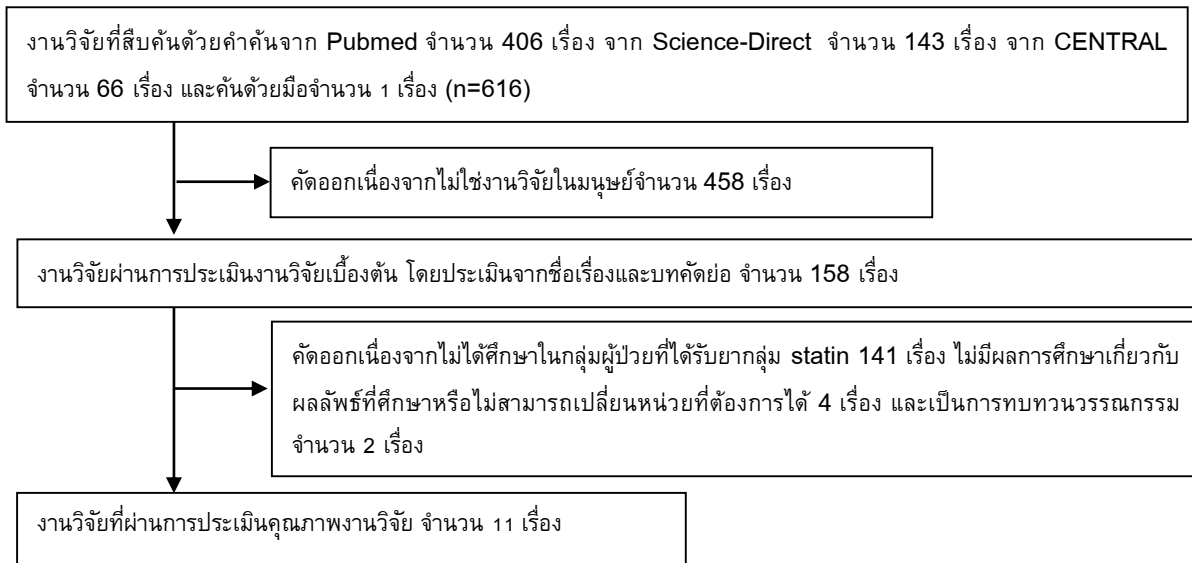 งานวิจัยที่สืบค้นด้วยคำค้นจาก Pubmed จำนวน 406 เรื่อง จาก Science-Direct จำนวน 143 เรื่อง จาก CENTRAL
จำนวน 66 เรื่อง และค้นด้วยมือจำนวน 1 เรื่อง (n=616)
คัดออกเนื่องจากไม่ใช่งานวิจัยในมนุษย์จำนวน 458 เรื่อง
งานวิจัยผ่านการประเมินงานวิจัยเบื้องต้น โดยประเมินจากชื่อเรื่องและบทคัดย่อ จำนวน 158 เรื่อง
คัดออกเนื่องจากไม่ได้ศึกษาในกลุ่มผู้ป่วยที่ได้รับยากลุ่ม statin 141 เรื่อง ไม่มีผลการศึกษาเกี่ยวกับ
ผลลัพธ์ที่ศึกษาหรือไม่สามารถเปลี่ยนหน่วยที่ต้องการได้ 4 เรื่อง และเป็นการทบทวนวรรณกรรม
จำนวน 2 เรื่อง
งานวิจัยที่ผ่านการประเมินคุณภาพงานวิจัย จำนวน 11 เรื่อง